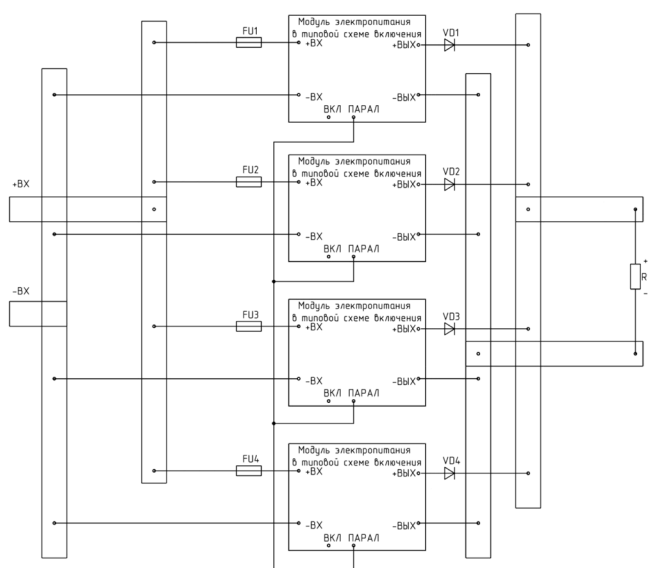 Модуль электропитания
в типовой схеме включения
FU1
+ВХ
+ВЫХ
VD1
-ВХ
-ВЫХ
ВКЛ ПАРАЛ
Модуль электропитания
в типовой схеме включения
FU2
+ВХ
+ВЫХ
VD2
+ВХ
-ВХ
-ВЫХ
ВКЛ ПАРАЛ
+
R
-
-ВХ
Модуль электропитания
в типовой схеме включения
FU3
+ВХ
+ВЫХ
VD3
-ВХ
-ВЫХ
ВКЛ ПАРАЛ
Модуль электропитания
в типовой схеме включения
FU4
+ВХ
+ВЫХ
VD4
-ВХ
-ВЫХ
ВКЛ ПАРАЛ